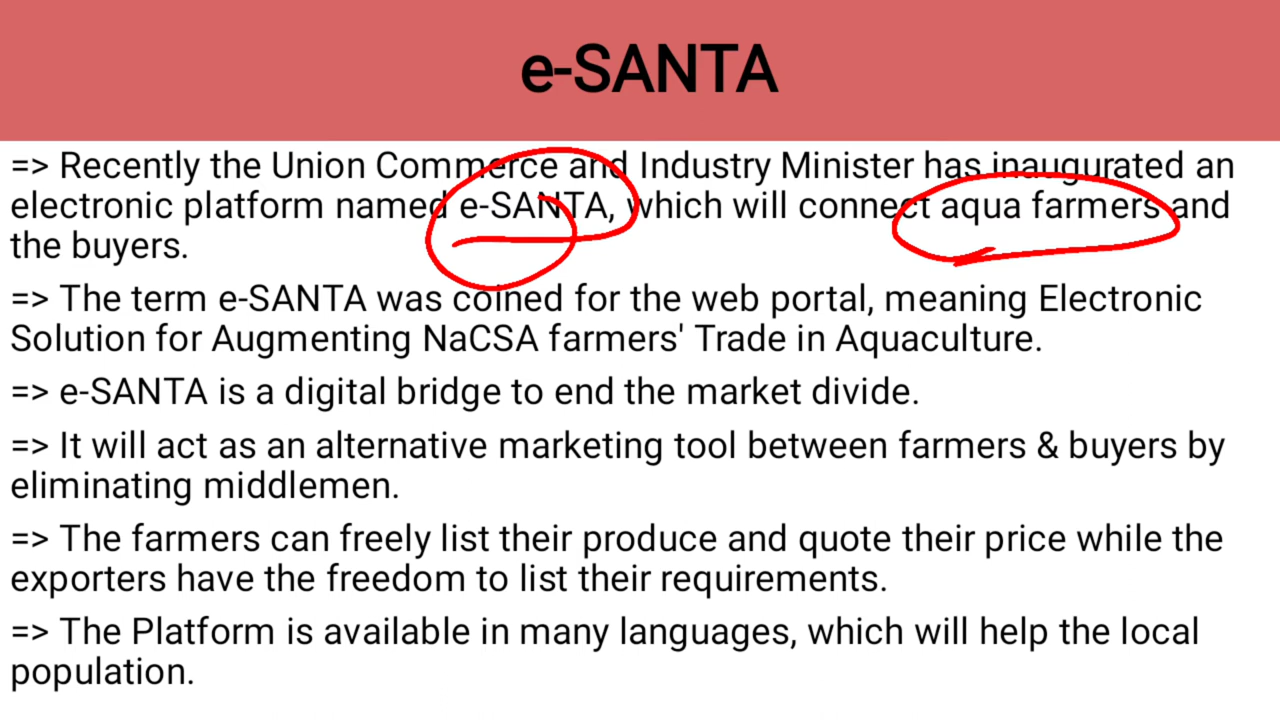 e-SANTA
=> Recently the Union Commerce and Industry Minister has inaugurated an
electronic platform named e-SANTA, which will connect aqua farmers and
the buyers.
=> The term e-SANTA was coined for the web portal, meaning Electronic
Solution for Augmenting NaCSA farmers' Trade in Aquaculture.
=> e-SANTA is a digital bridge to end the market divide.
=> It will act as an alternative marketing tool between farmers & buyers by
eliminating middlemen.
=> The farmers can freely list their produce and quote their price while the
exporters have the freedom to list their requirements.
=> The Platform is available in many languages, which will help the local
population.